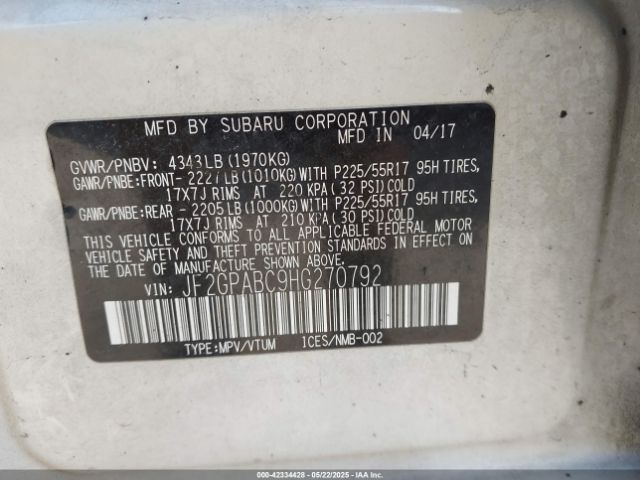 MFD BY SUBARU CORPORATION
MFD IN 04/17
GVWR/PNBV: 4343LB(1970KG)
GAWR/PNBE:FRONT- 2227LB(1010KG)WITH P225/55R17 95H TIRES,
17X7J RIMS AT 220 KPA(32 PSI)COLD
GAWR/PNBE:REAR - 2205LB(1000KG)WITH P225/55R17 95H TIRES,
17X7J RIMS AT 210 KPA(30 PSI)COLD
THIS VEHICLE CONFORMS TO ALL APPLICABLE FEDERAL MOTOR
VEHICLE SAFETY AND THEFT PREVENTION STANDARDS IN EFFECT
ON THE DATE OF MANUFACTURE SHOWN ABOVE.
VIN: JF2GPABC9HG270792
TYPE:MPV/VTUM ICES/NMB-002
000-42334428 - 05/22/2025 - IAAI.COM